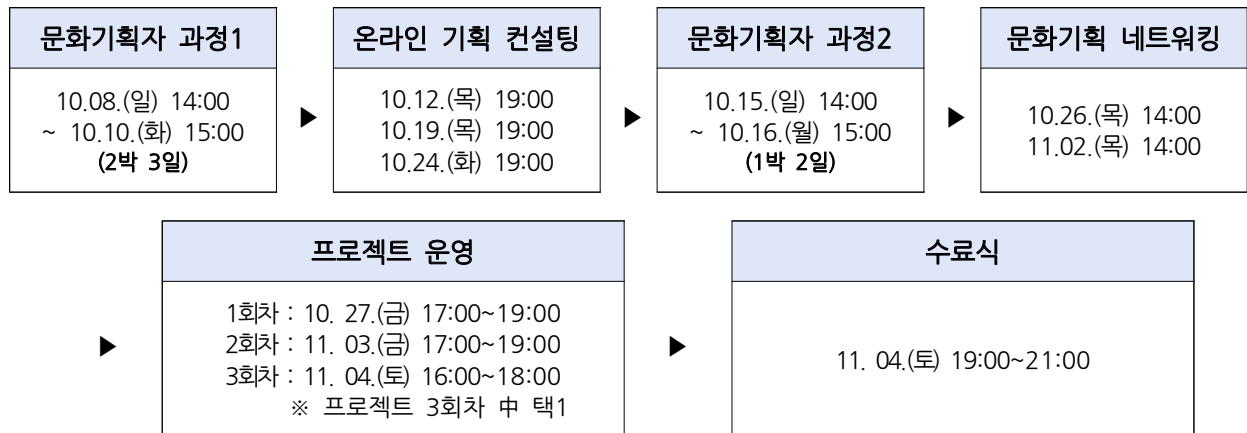 문화기획자 과정1
10.08.(일) 14:00
~ 10.10.(화) 15:00
(2박 3일)
▶
온라인 기획 컨설팅
10.12.(목) 19:00
10.19.(목) 19:00
10.24.(화) 19:00
▶
문화기획자 과정2
10.15.(일) 14:00
~ 10.16.(월) 15:00
(1박 2일)
▶
문화기획 네트워킹
10.26.(목) 14:00
11.02.(목) 14:00
▶
프로젝트 운영
1회차 : 10. 27.(금) 17:00~19:00
2회차 : 11. 03.(금) 17:00~19:00
3회차 : 11. 04.(토) 16:00~18:00
※ 프로젝트 3회차 中 택1
▶
수료식
11. 04.(토) 19:00~21:00